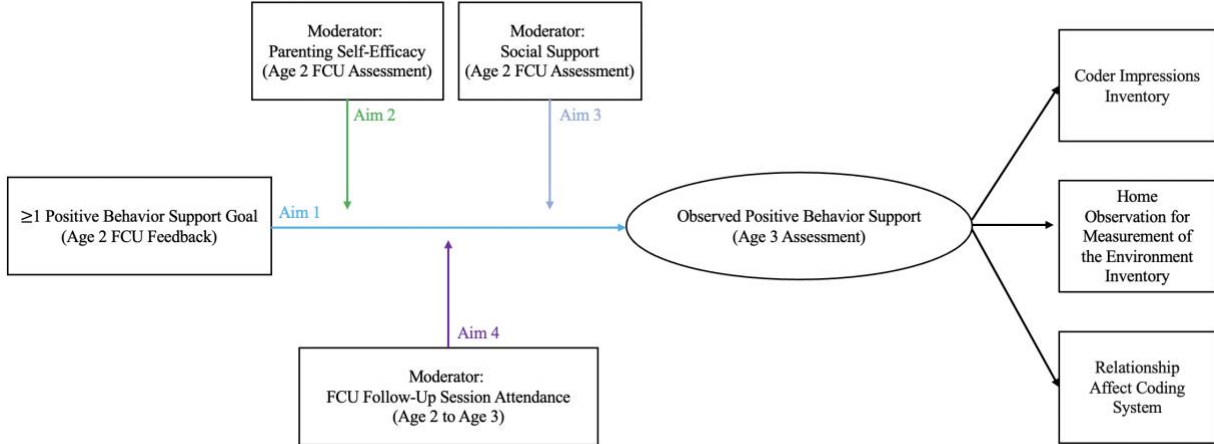 Moderator:
Parenting Self-Efficacy
(Age 2 FCU Assessment)
Moderator:
Social Support
(Age 2 FCU Assessment)
Aim 2
Aim 3
≥1 Positive Behavior Support Goal
(Age 2 FCU Feedback)
Aim 1
Observed Positive Behavior Support
(Age 3 Assessment)
Aim 4
Moderator:
FCU Follow-Up Session Attendance
(Age 2 to Age 3)
Coder Impressions
Inventory
Home
Observation for
Measurement of
the Environment
Inventory
Relationship
Affect Coding
System